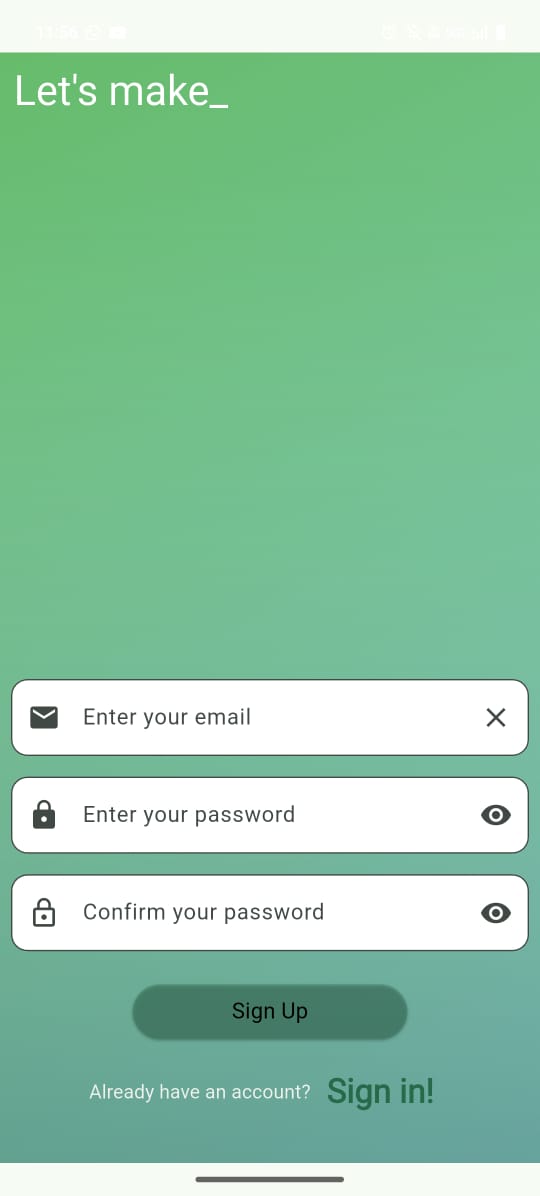 11:56
Let's make_
Enter your email
Enter your password
Confirm your password
Sign Up
Already have an account? Sign in!